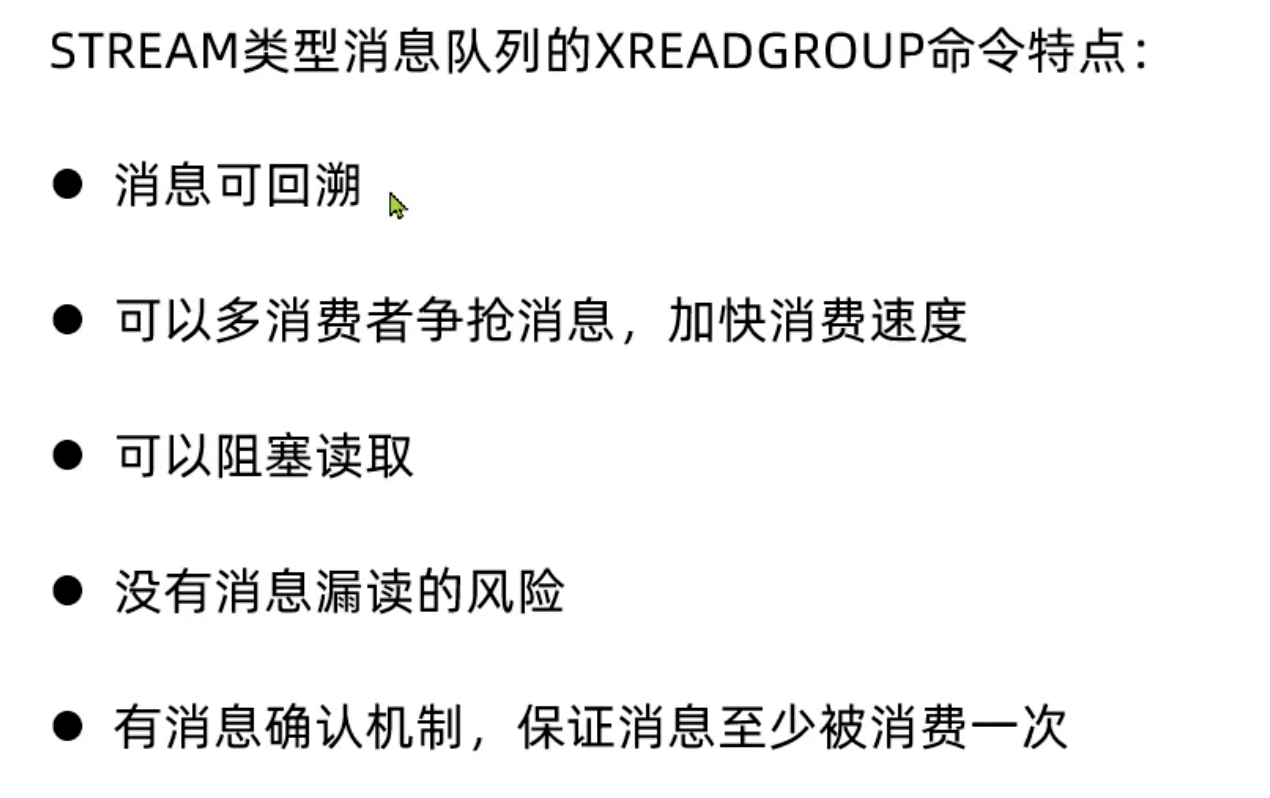 STREAM类型消息队列的XREADGROUP命令特点：
● 消息可回溯
● 可以多消费者争抢消息，加快消费速度
● 可以阻塞读取
● 没有消息漏读的风险
● 有消息确认机制，保证消息至少被消费一次